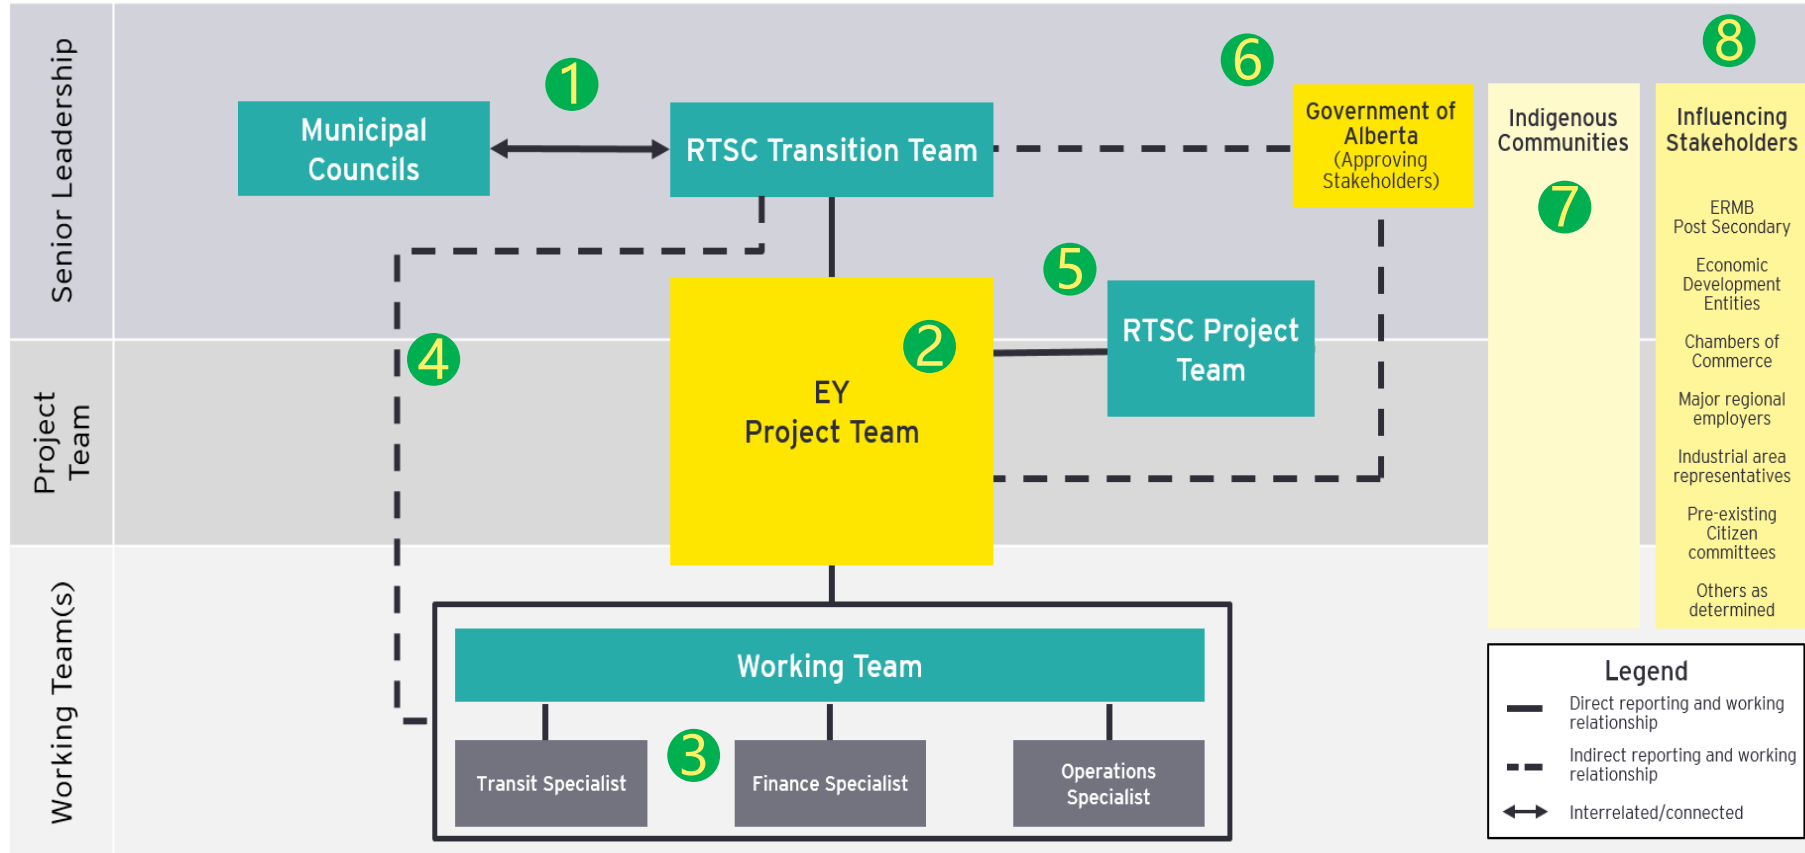 Senior Leadership
1
Municipal
Councils
RTSC Transition Team
6
Government of
Alberta
(Approving
Stakeholders)
Indigenous
Communities
7
8
Influencing
Stakeholders
ERMB
Post Secondary
Economic
Development
Entities
Chambers of
Commerce
Major regional
employers
Industrial area
representatives
Pre-existing
Citizen
committees
Others as
determined
5
RTSC Project
Team
4
Project
Team
2
EY
Project Team
Working Team(s)
Working Team
3
Transit Specialist
Finance Specialist
Operations
Specialist
Legend
Direct reporting and working
relationship
Indirect reporting and working
relationship
Interrelated/connected